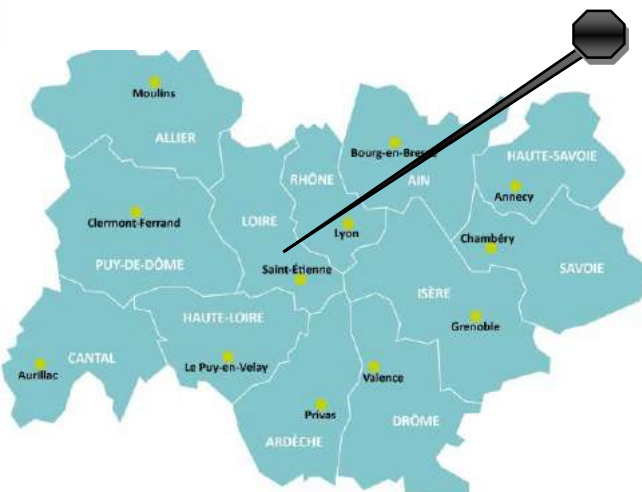 Moulins
ALLIER
Bourg-en-Bresse
HAUTE-SAVOIE
RHÔNE
AIN
Annecy
Clermont-Ferrand
LOIRE
Lyon
Chambéry
PUY-DE-DÔME
Saint-Étienne
SAVOIE
ISÈRE
HAUTE-LOIRE
Grenoble
CANTAL
Le Puy-en-Velay
Aurillac
Valence
Privas
DRÔME
ARDÈCHE